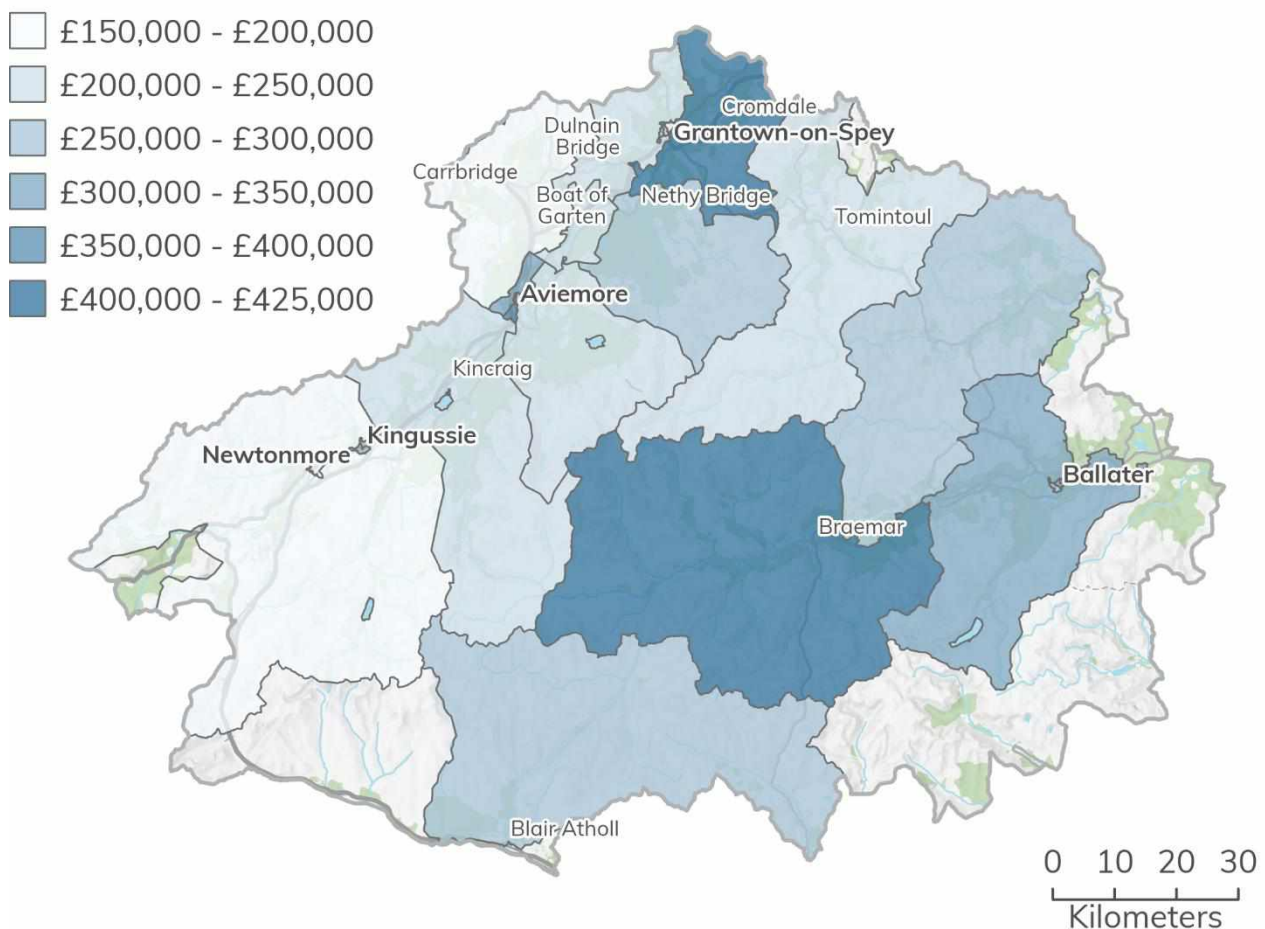 £150,000 - £200,000
£200,000 - £250,000
£250,000 - £300,000
£300,000 - £350,000
£350,000 - £400,000
£400,000 - £425,000
Cromdale
Grantown-on-Spey
Dulnain
Bridge
Carrbridge
Boat of
Garten
Nethy Bridge
Tomintoul
Aviemore
Kincraig
Kingussie
Newtonmore
Ballater
Braemar
Blair Atholl
0 10 20 30
Kilometers